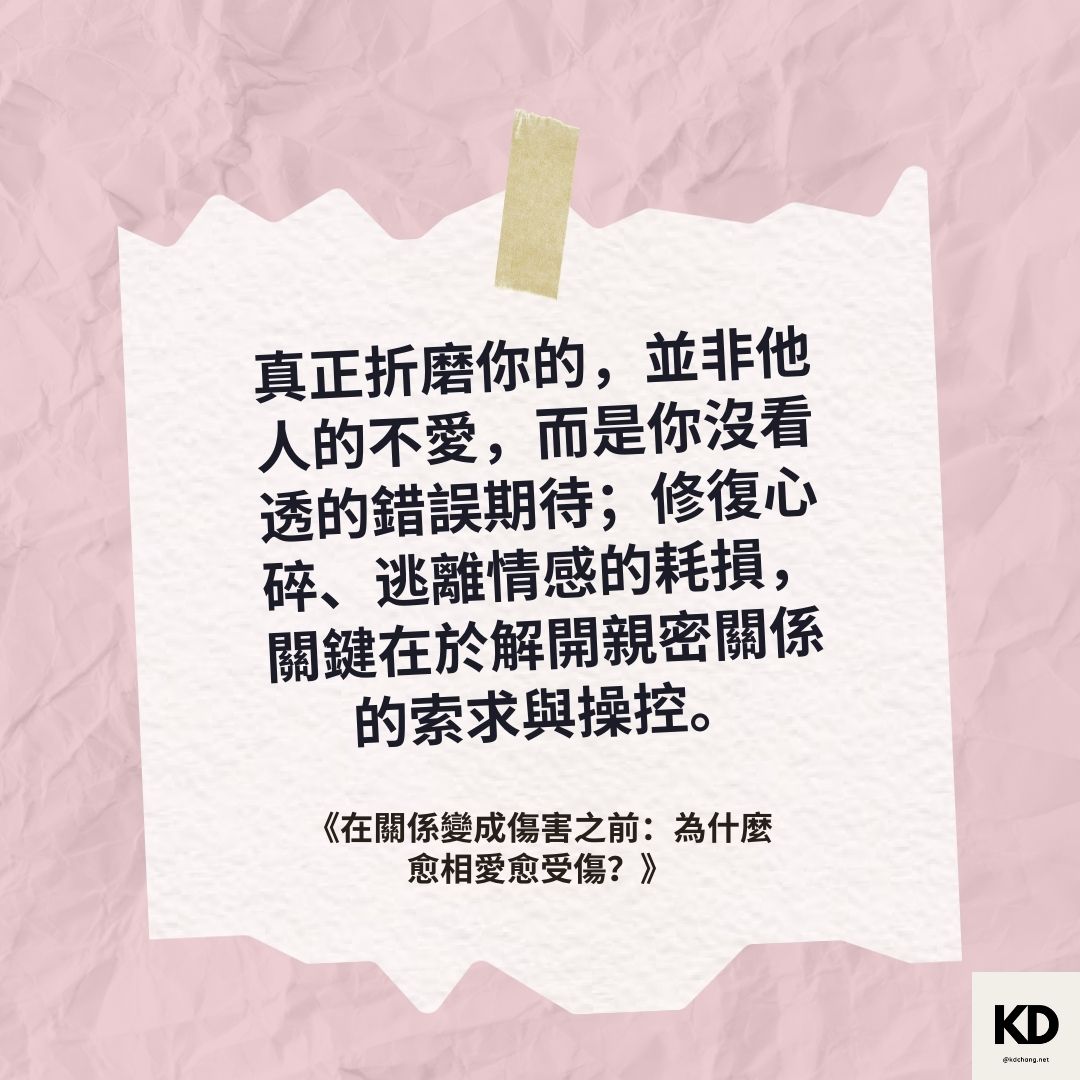 真正折磨你的，並非他
人的不愛，而是你沒看
透的錯誤期待；修復心
碎、逃離情感的耗損，
關鍵在於解開親密關係
的索求與操控。
《在關係變成傷害之前：為什麼
愈相愛愈受傷？》
KD
@kdchang.net